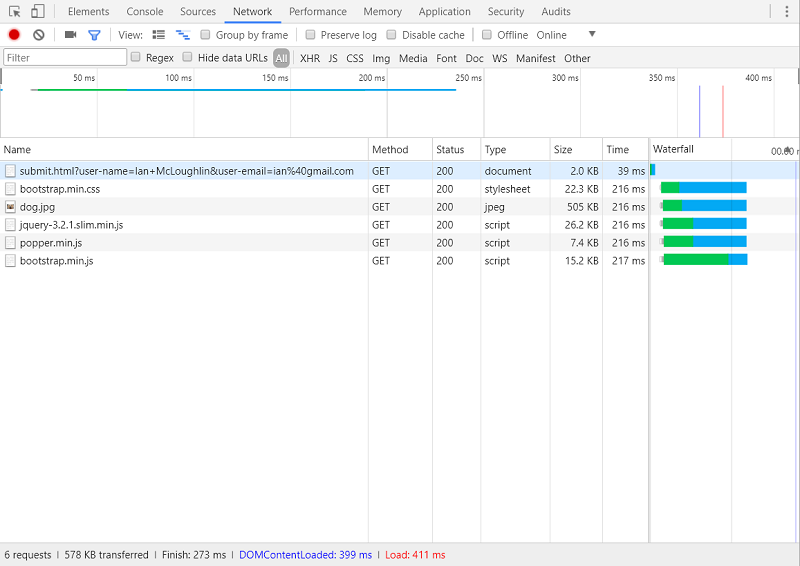 Elements Console Sources Network Performance Memory Application Security Audits
View: Group by frame Preserve log Disable cache Offline Online
Filter Regex Hide data URLs All XHR JS CSS Img Media Font Doc WS Manifest Other
50 ms 100 ms 150 ms 200 ms 250 ms 300 ms 350 ms 400 ms
Name Method Status Type Size Time Waterfall 00.00
submit.html?user-name=Ian+McLoughlin&user-email=ian%40gmail.com GET 200 document 2.0 KB 39 ms
bootstrap.min.css GET 200 stylesheet 22.3 KB 216 ms
dog.jpg GET 200 jpeg 505 KB 216 ms
jquery-3.2.1.slim.min.js GET 200 script 26.2 KB 216 ms
popper.min.js GET 200 script 7.4 KB 216 ms
bootstrap.min.js GET 200 script 15.2 KB 217 ms
6 requests | 578 KB transferred | Finish: 273 ms | DOMContentLoaded: 399 ms | Load: 411 ms